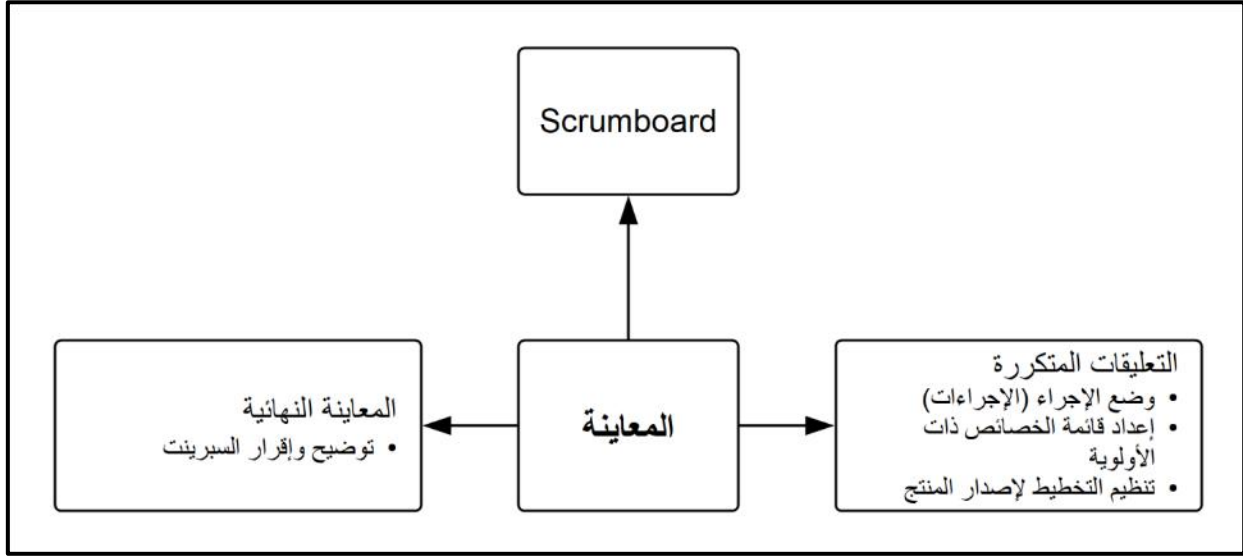 Scrumboard
التعليقات المتكررة
• وضع الإجراء (الإجراءات)
• إعداد قائمة الخصائص ذات
الأولوية
• تنظيم التخطيط لإصدار المنتج
المعاينة
المعاينة النهائية
• توضيح وإقرار السبرينت